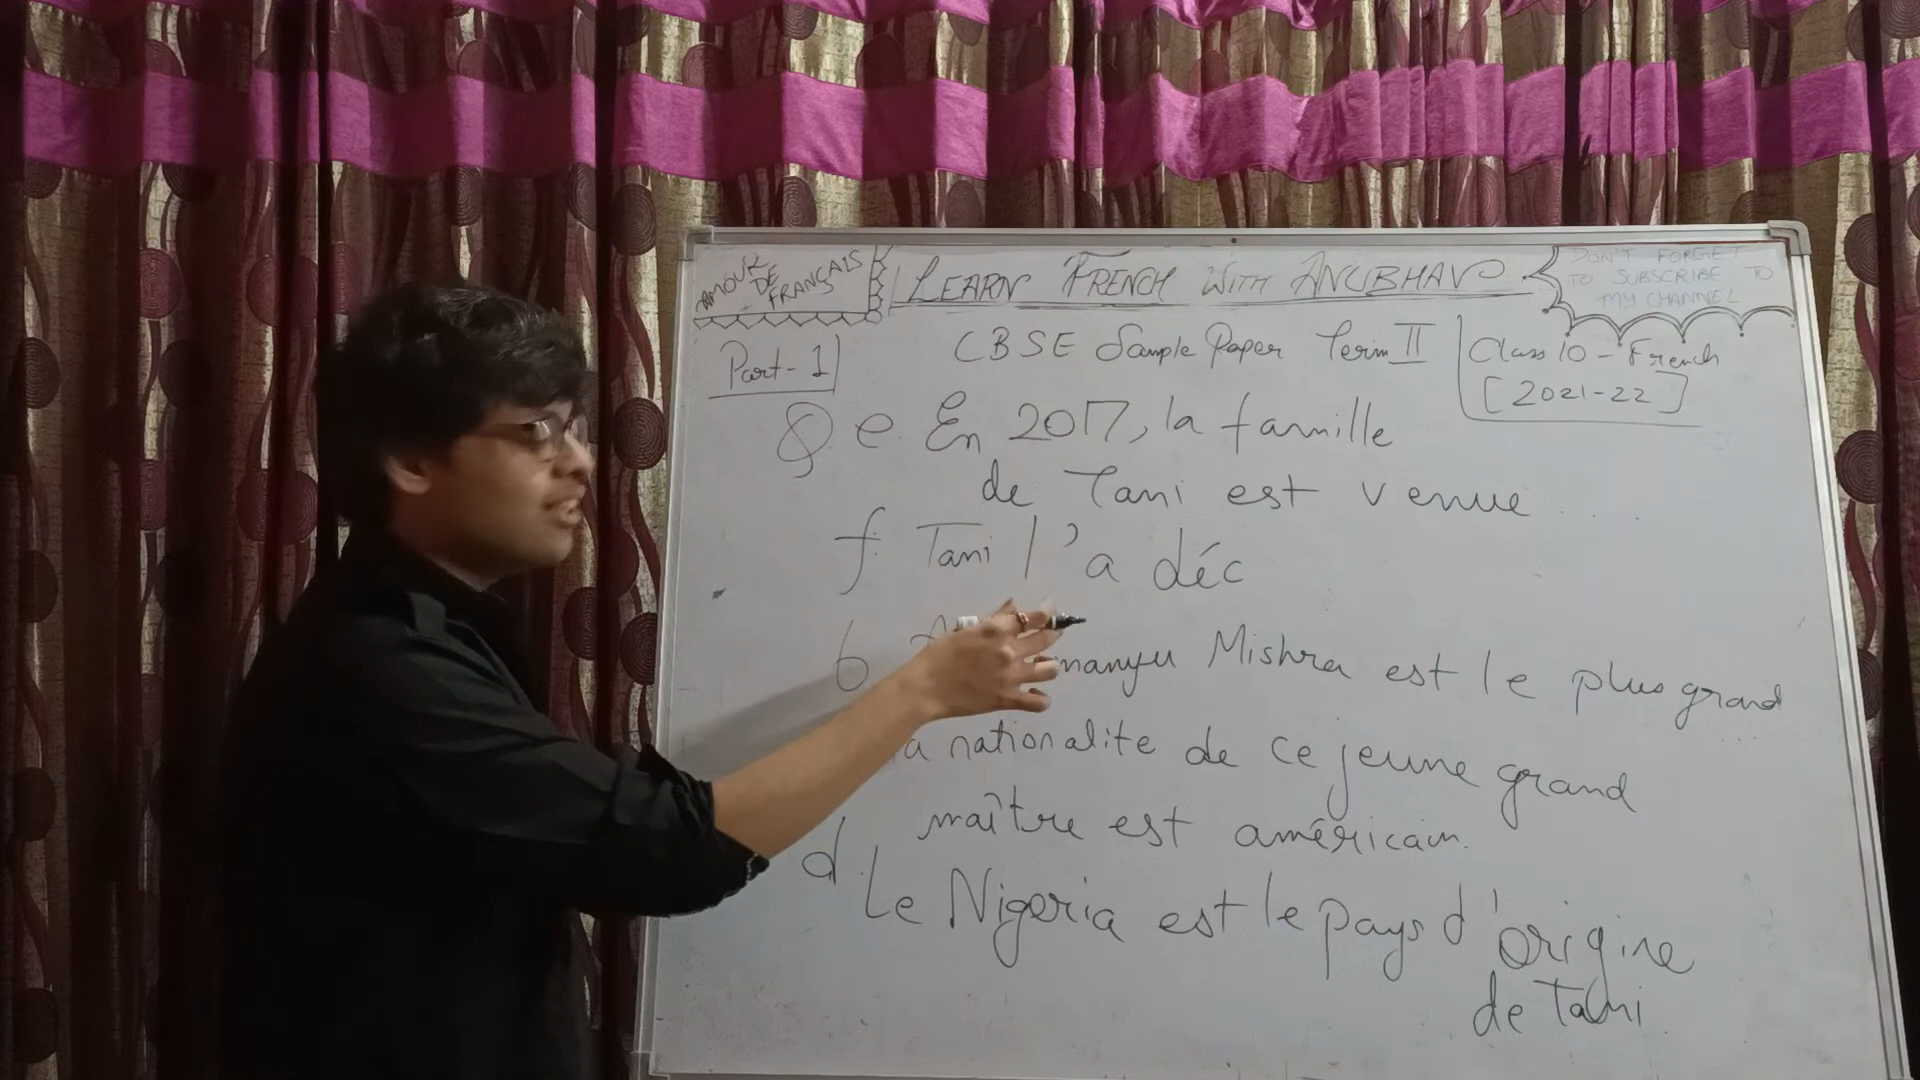 AMOUR
DE
FRANÇAIS
LEARN FRENCH WITH ANUBHAV
DON'T FORGET
TO SUBSCRIBE TO
MY CHANNEL
Part-1
CBSE Sample Paper Term II
Class 10 - French
[2021-22]
Q e. En 2017, la famille
de Tani est venue ...
f. Tani l'a déc
b manyu Mishra est le plus grand ...
a nationalite de ce jeune grand
maître est américain.
d. Le Nigeria est le pays d'origine
de Tani